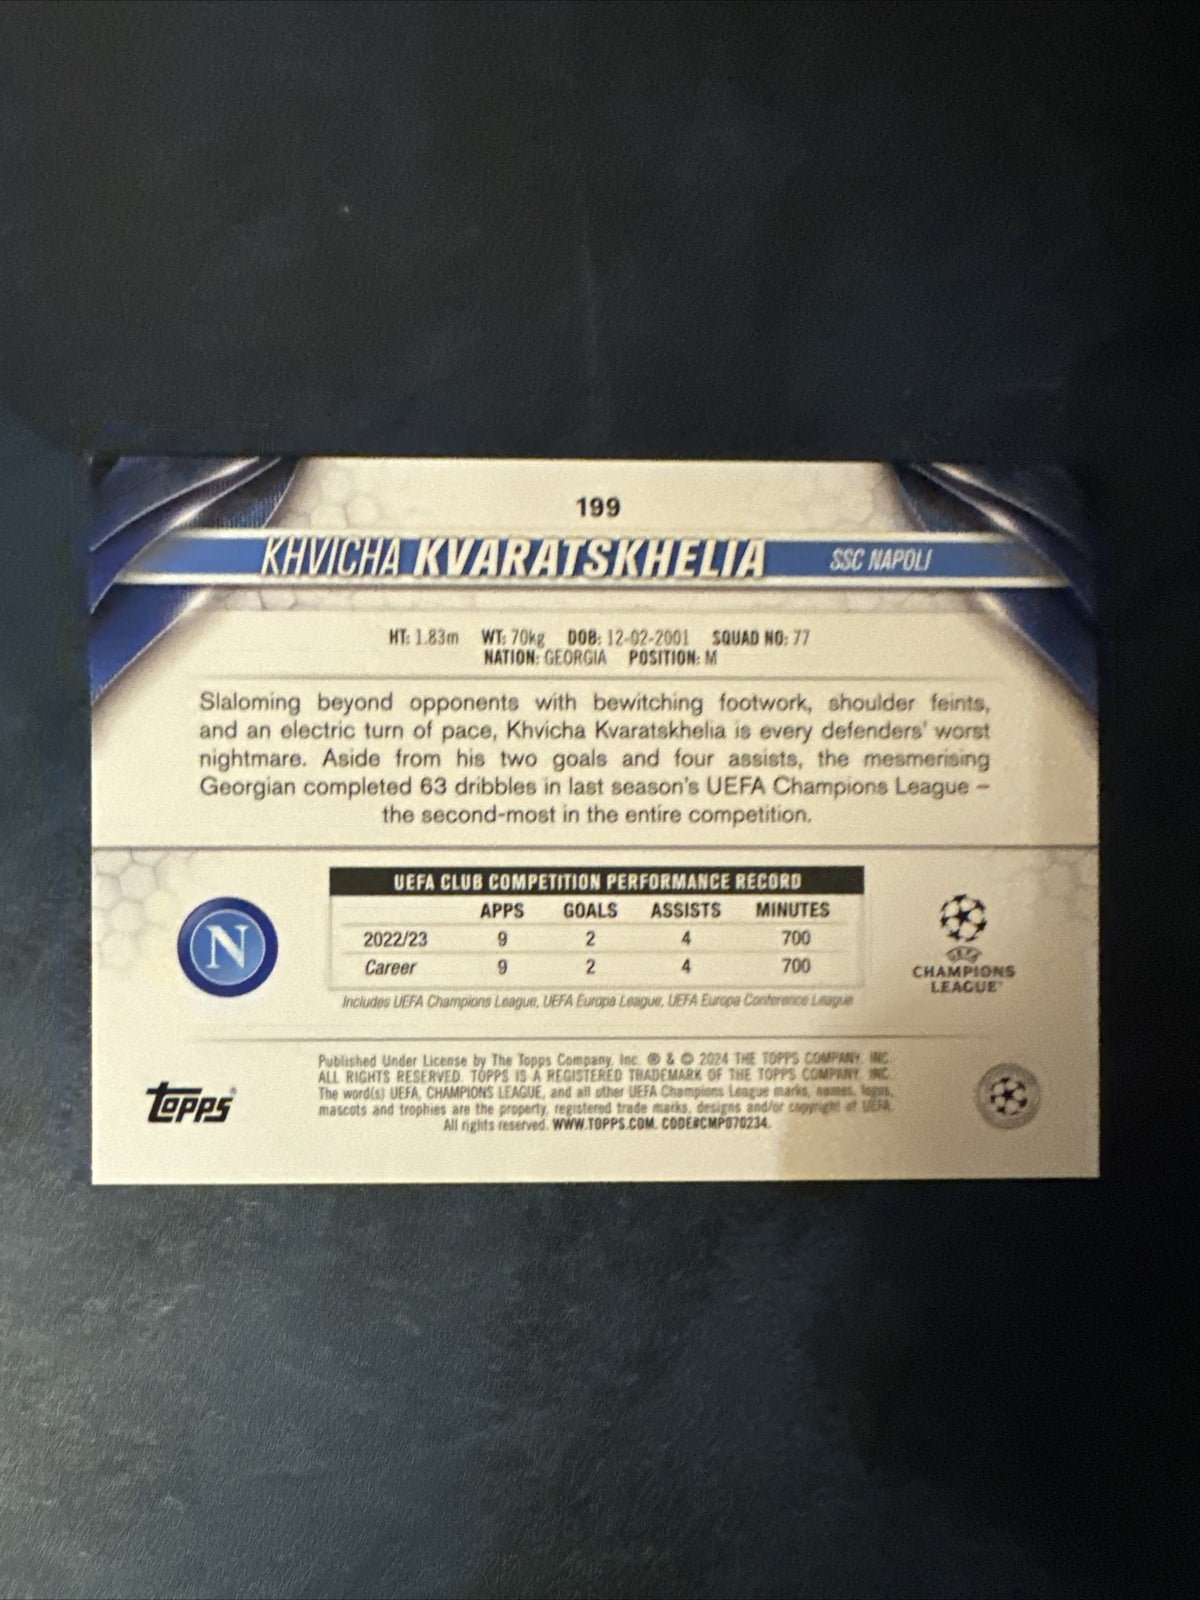 199
KHVICHA KVARATSKHELIA SSC NAPOLI
HT: 1.83m WT: 70kg DOB: 12-02-2001 SQUAD NO: 77
NATION: GEORGIA POSITION: M
Slaloming beyond opponents with bewitching footwork, shoulder feints,
and an electric turn of pace, Khvicha Kvaratskhelia is every defenders' worst
nightmare. Aside from his two goals and four assists, the mesmerising
Georgian completed 63 dribbles in last season's UEFA Champions League –
the second-most in the entire competition.
UEFA CLUB COMPETITION PERFORMANCE RECORD
APPS GOALS ASSISTS MINUTES
2022/23 9 2 4 700
Career 9 2 4 700
Includes UEFA Champions League, UEFA Europa League, UEFA Europa Conference League
N
UEFA
CHAMPIONS
LEAGUE™
Published Under License by The Topps Company, Inc. ® & © 2024 THE TOPPS COMPANY, INC.
ALL RIGHTS RESERVED. TOPPS IS A REGISTERED TRADEMARK OF THE TOPPS COMPANY, INC.
The word(s) UEFA, CHAMPIONS LEAGUE, and all other UEFA Champions League marks, names, logos,
mascots and trophies are the property, registered trade marks, designs and/or copyright of UEFA.
All rights reserved. WWW.TOPPS.COM. CODE#CMP070234.
Topps®